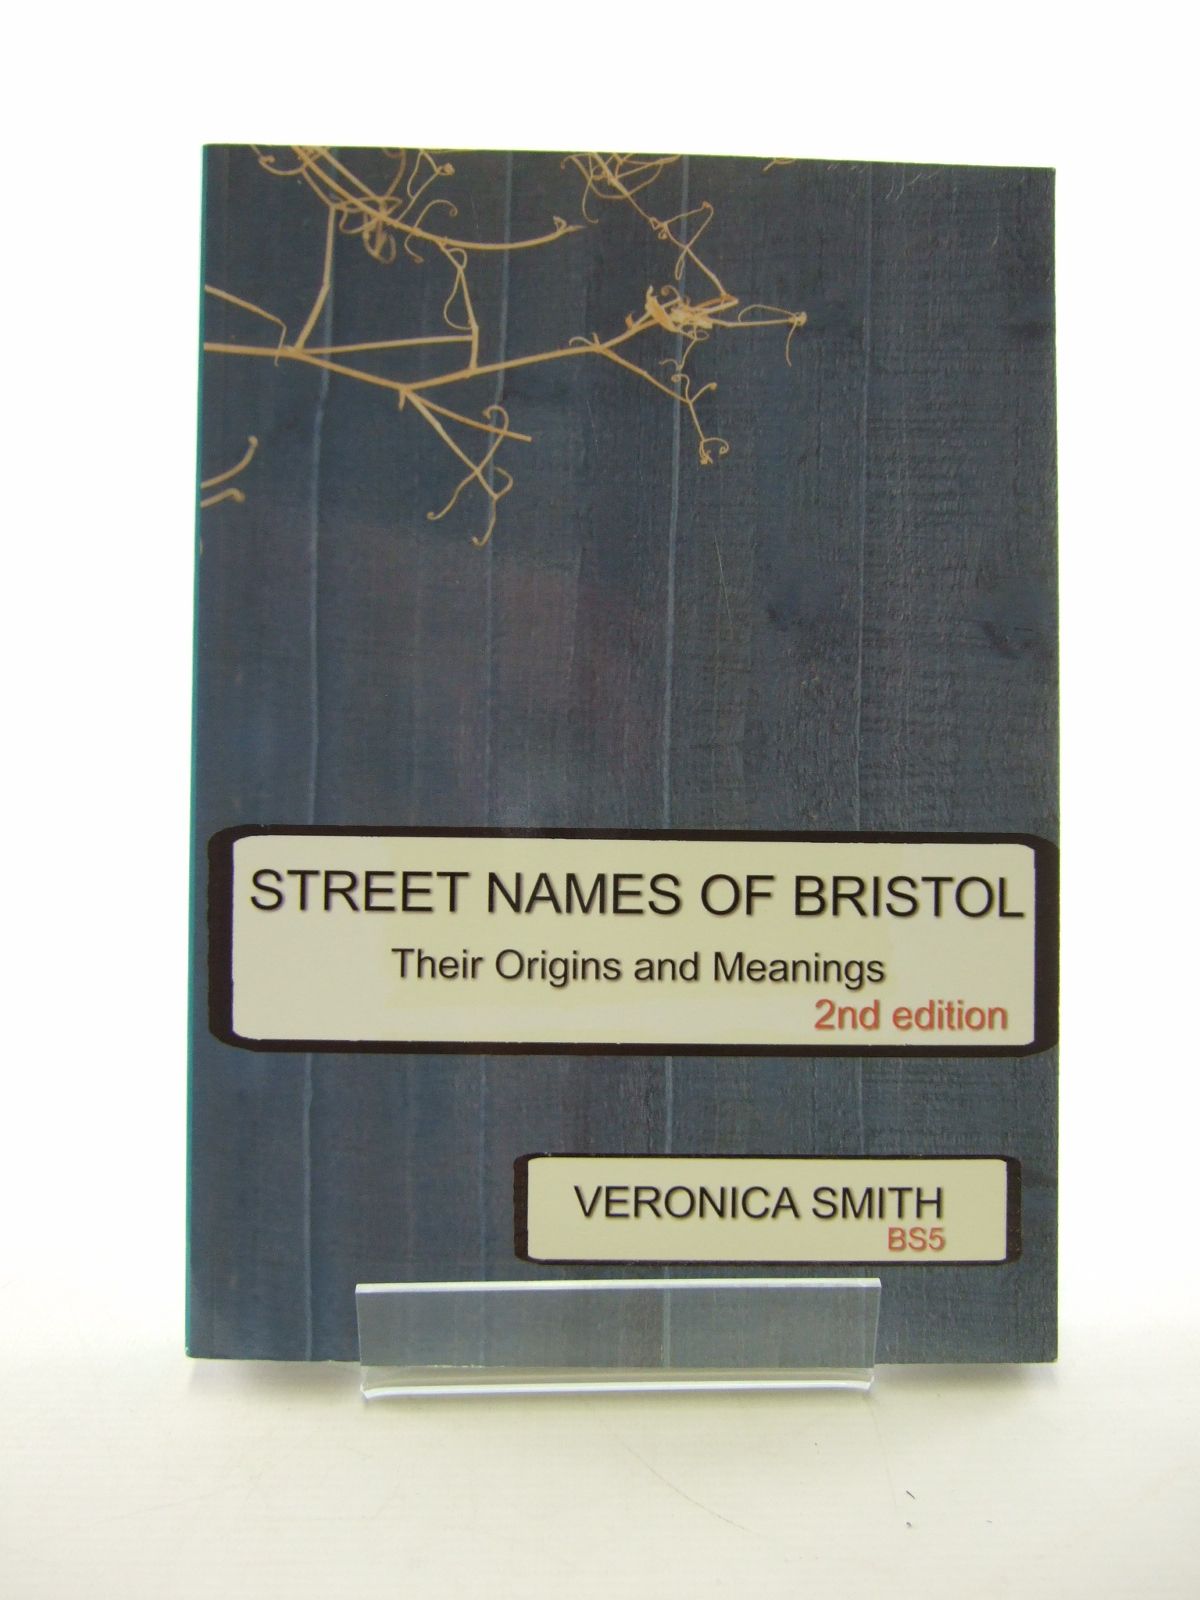 STREET NAMES OF BRISTOL
Their Origins and Meanings
2nd edition
VERONICA SMITH
BS5